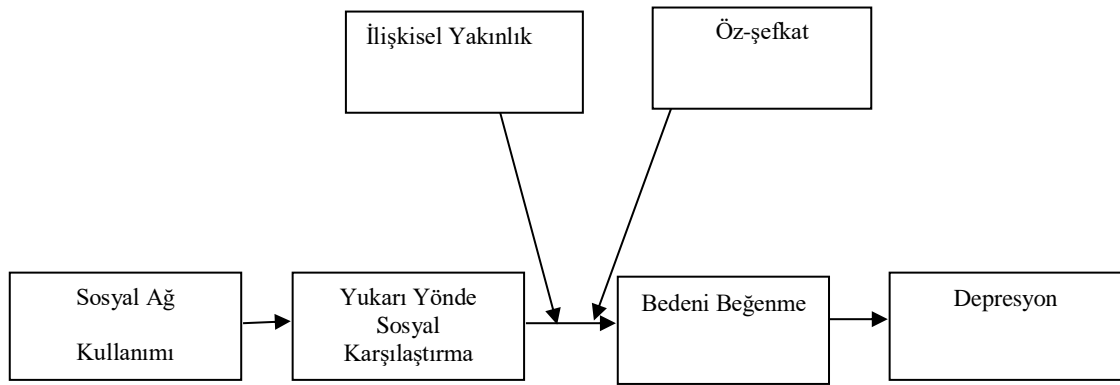 İlişkisel Yakınlık
Öz-şefkat
Sosyal Ağ
Kullanımı
Yukarı Yönde
Sosyal
Karşılaştırma
Bedeni Beğenme
Depresyon